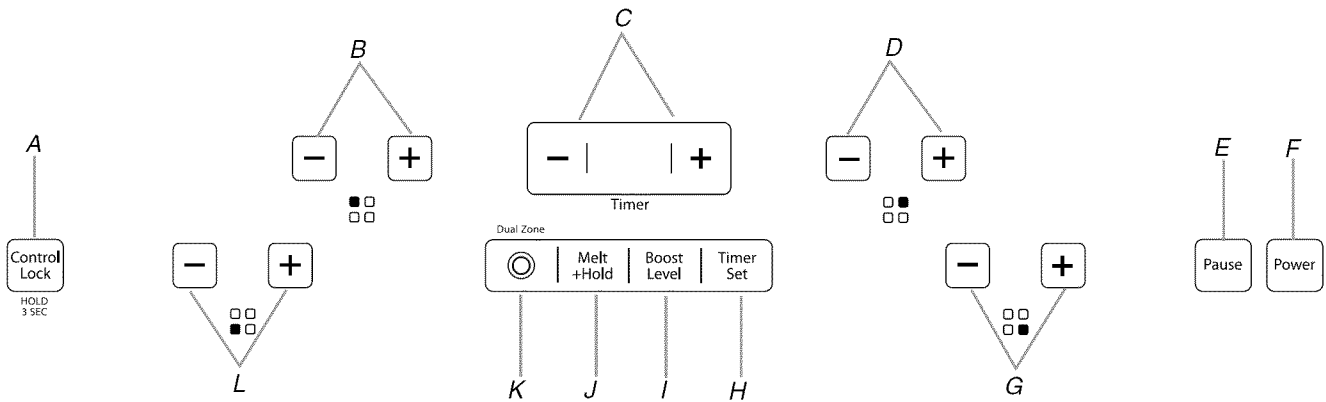 C
B
D
A
E
F
− +
− +
− +
Timer
Dual Zone
Control
Lock
− +
Melt
+Hold
Boost
Level
Timer
Set
− +
Pause
Power
HOLD
3 SEC
L
K
J
I
H
G